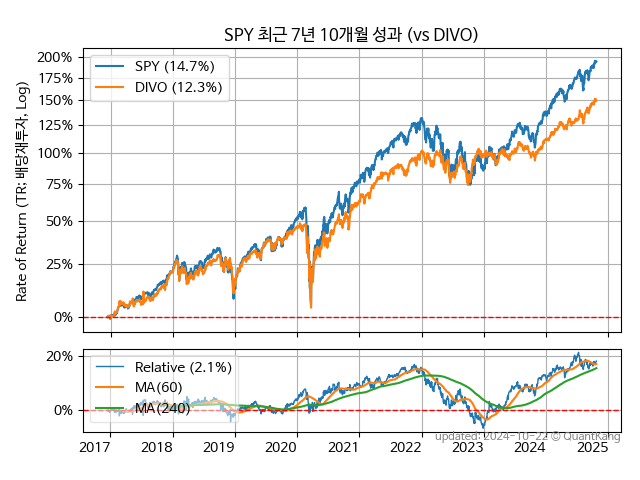 SPY 최근 7년 10개월 성과 (vs DIVO)
Rate of Return (TR: 배당재투자, Log)
200%
175%
150%
125%
100%
75%
50%
25%
0%
SPY (14.7%)
DIVO (12.3%)
20%
0%
Relative (2.1%)
MA(60)
MA(240)
2017 2018 2019 2020 2021 2022 2023 2024 2025
updated: 2024-10-22 © QuantKang